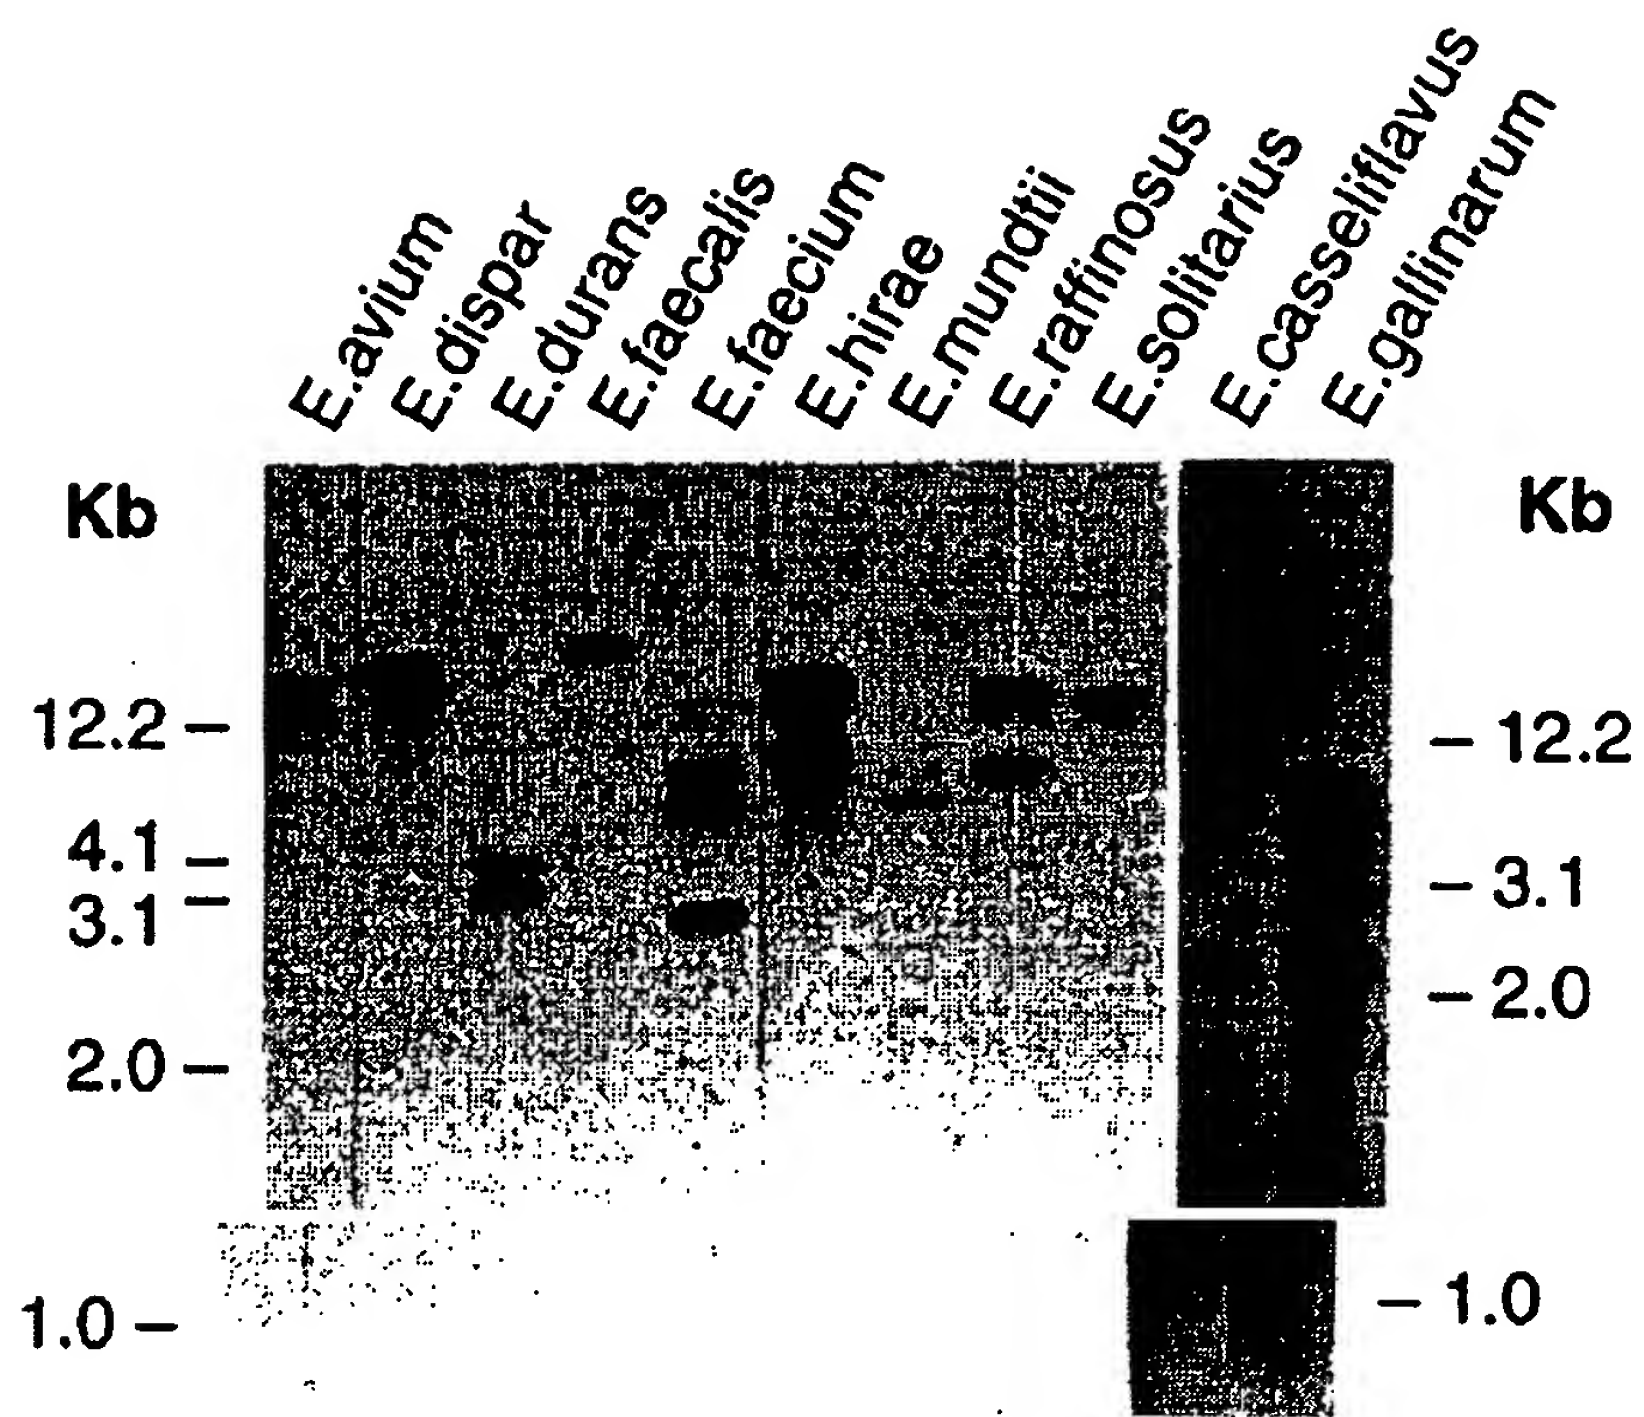 E.avium
E.dispar
E.durans
E.faecalis
E.faecium
E.hirae
E.mundtii
E.raffinosus
E.solitarius
E.casseliflavus
E.gallinarum
Kb
12.2
4.1
3.1
2.0
1.0
Kb
12.2
3.1
2.0
1.0